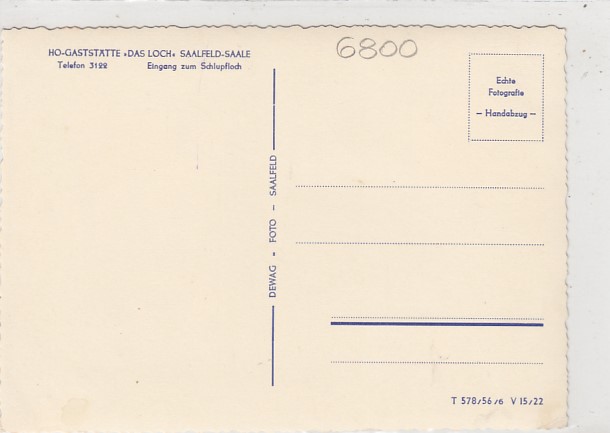 HO-GASTSTÄTTE »DAS LOCH« SAALFELD-SAALE
Telefon 3122 Eingang zum Schlupfloch
6800
Echte
Fotografie
- Handabzug -
DEWAG - FOTO - SAALFELD
T 578/56/6 V 15/22